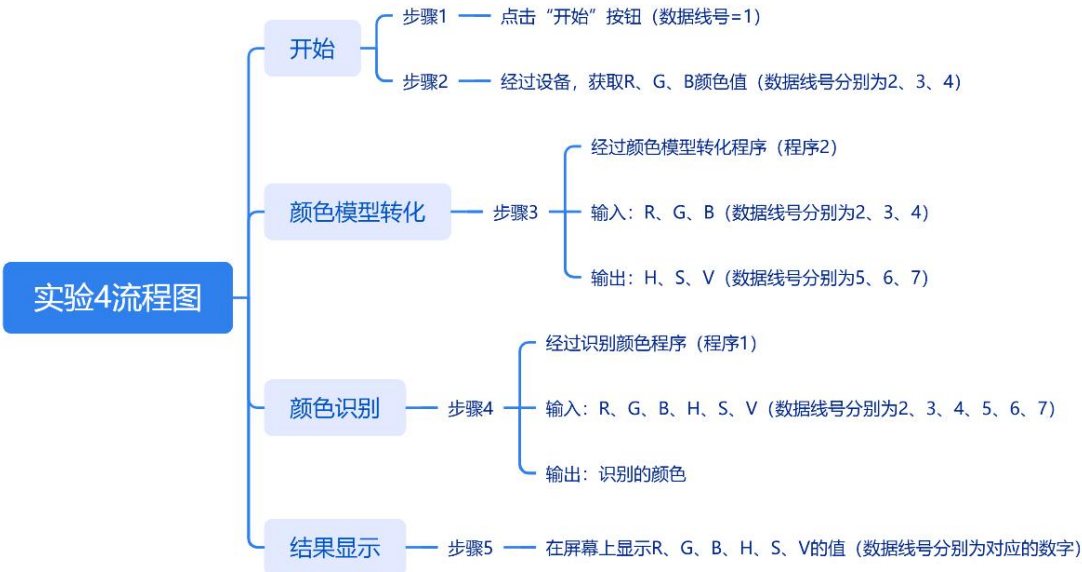 实验4流程图
开始
步骤1
点击“开始”按钮（数据线号=1）
步骤2
经过设备，获取R、G、B颜色值（数据线号分别为2、3、4）
颜色模型转化
步骤3
经过颜色模型转化程序（程序2）
输入：R、G、B（数据线号分别为2、3、4）
输出：H、S、V（数据线号分别为5、6、7）
颜色识别
步骤4
经过识别颜色程序（程序1）
输入：R、G、B、H、S、V（数据线号分别为2、3、4、5、6、7）
输出：识别的颜色
结果显示
步骤5
在屏幕上显示R、G、B、H、S、V的值（数据线号分别为对应的数字）